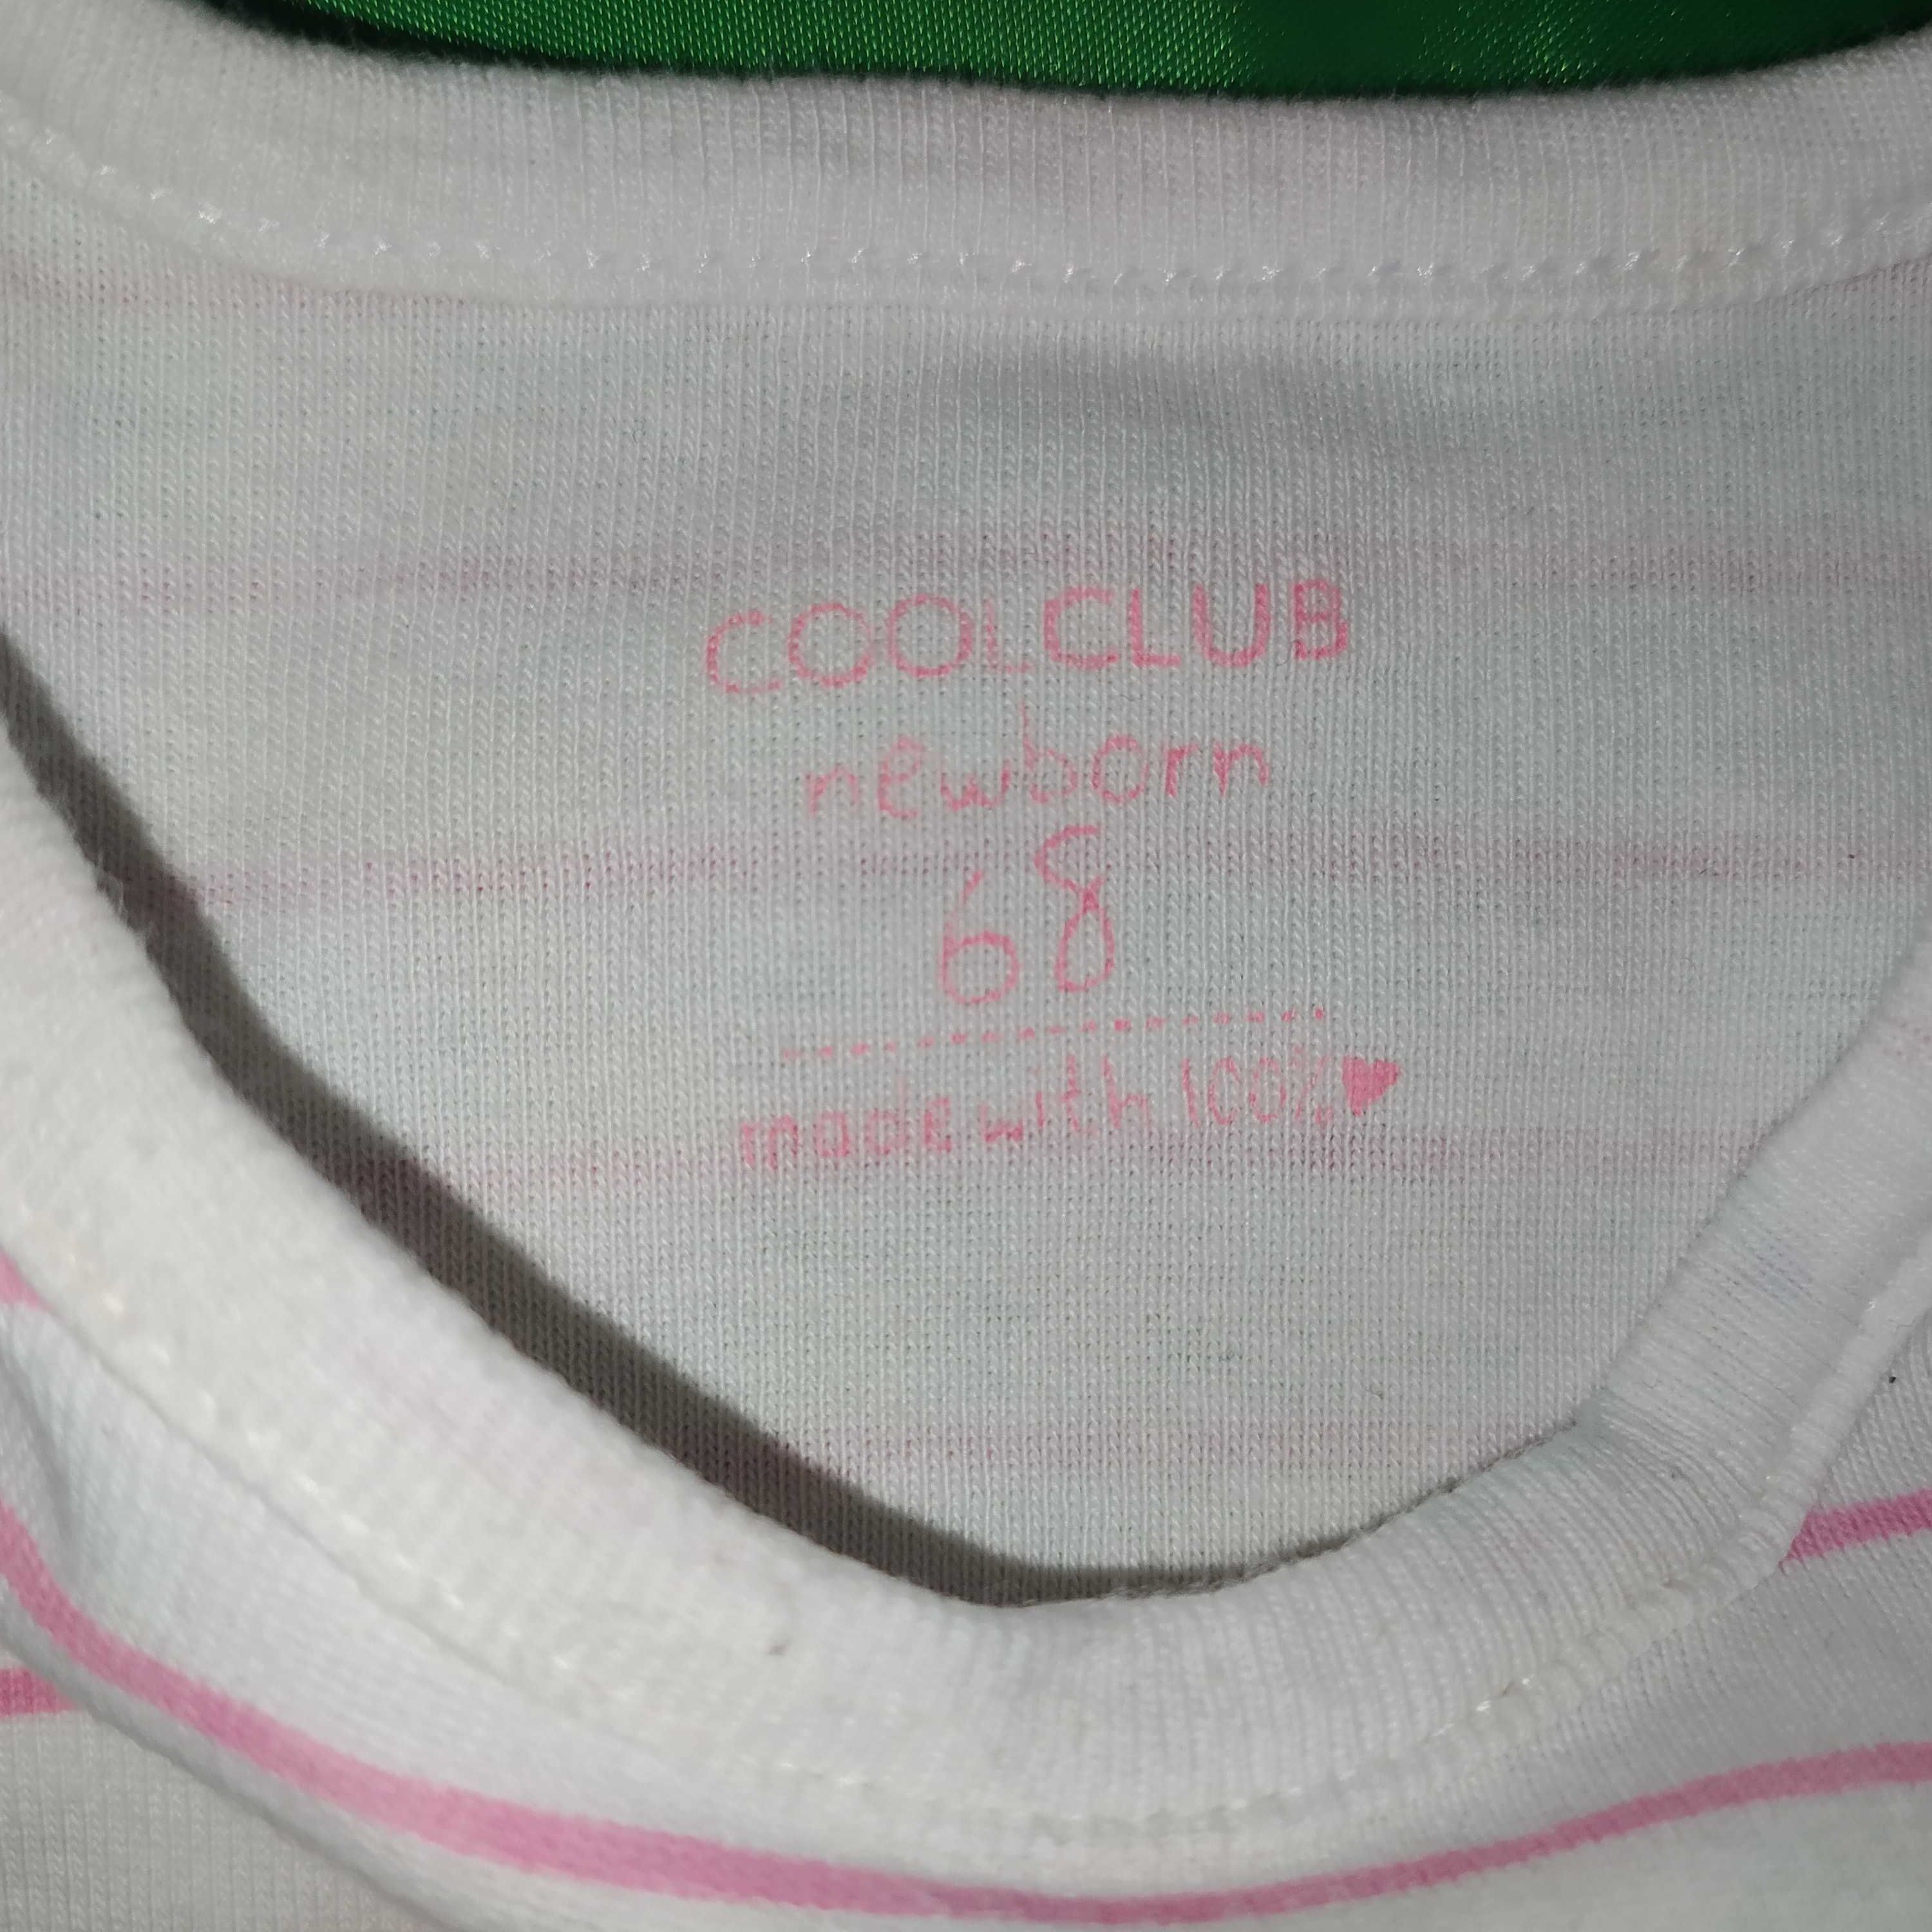 COOLCLUB
newborn
68
made with 100% ♥